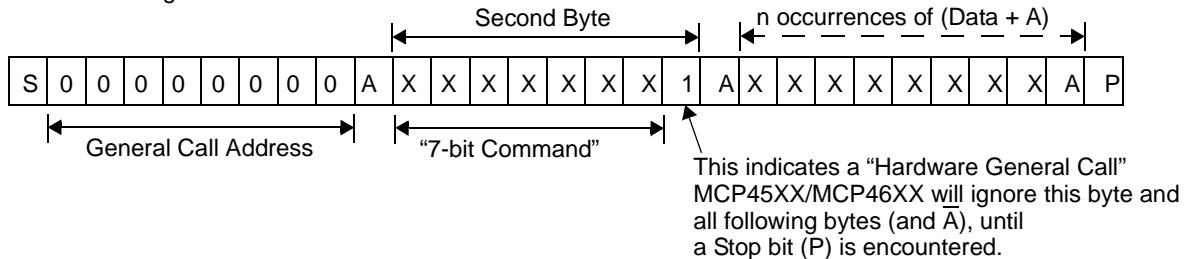 Second Byte
n occurrences of (Data + A)
S 0 0 0 0 0 0 0 0 A X X X X X X X 1 A X X X X X X X X A P
General Call Address
“7-bit Command”
This indicates a “Hardware General Call”
MCP45XX/MCP46XX will ignore this byte and
all following bytes (and A̅), until
a Stop bit (P) is encountered.